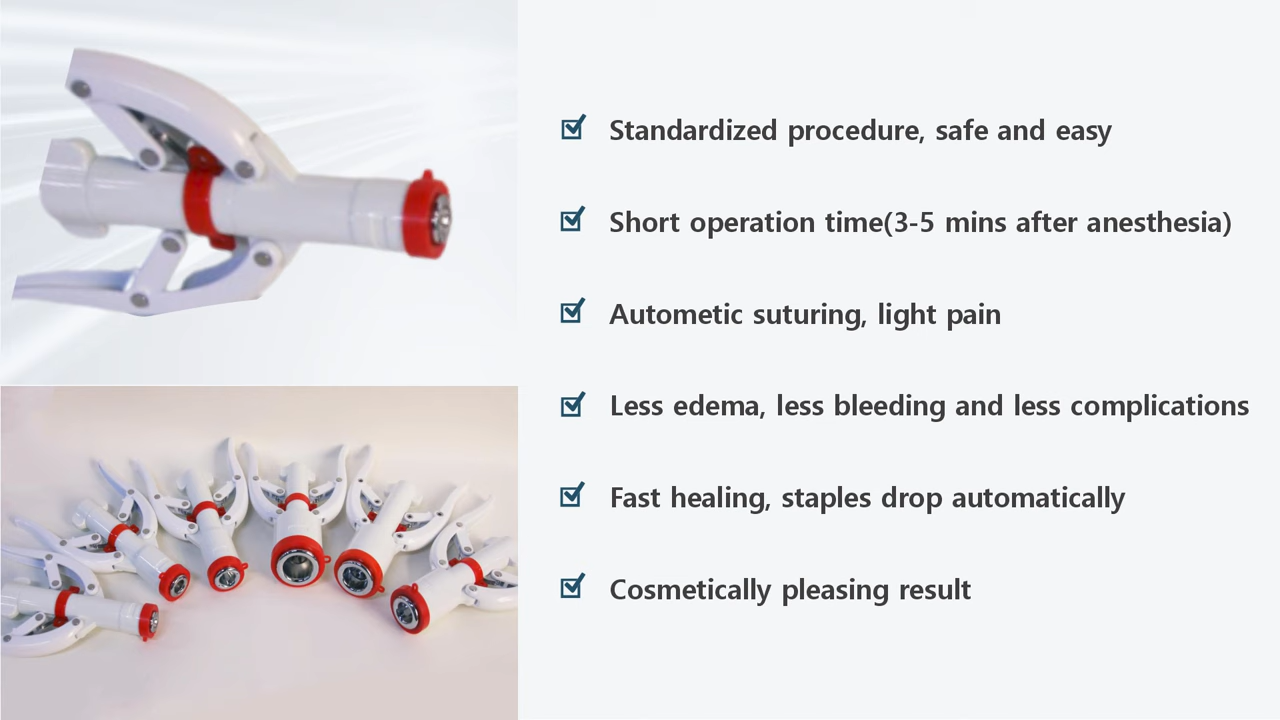 Standardized procedure, safe and easy
Short operation time(3-5 mins after anesthesia)
Autometic suturing, light pain
Less edema, less bleeding and less complications
Fast healing, staples drop automatically
Cosmetically pleasing result